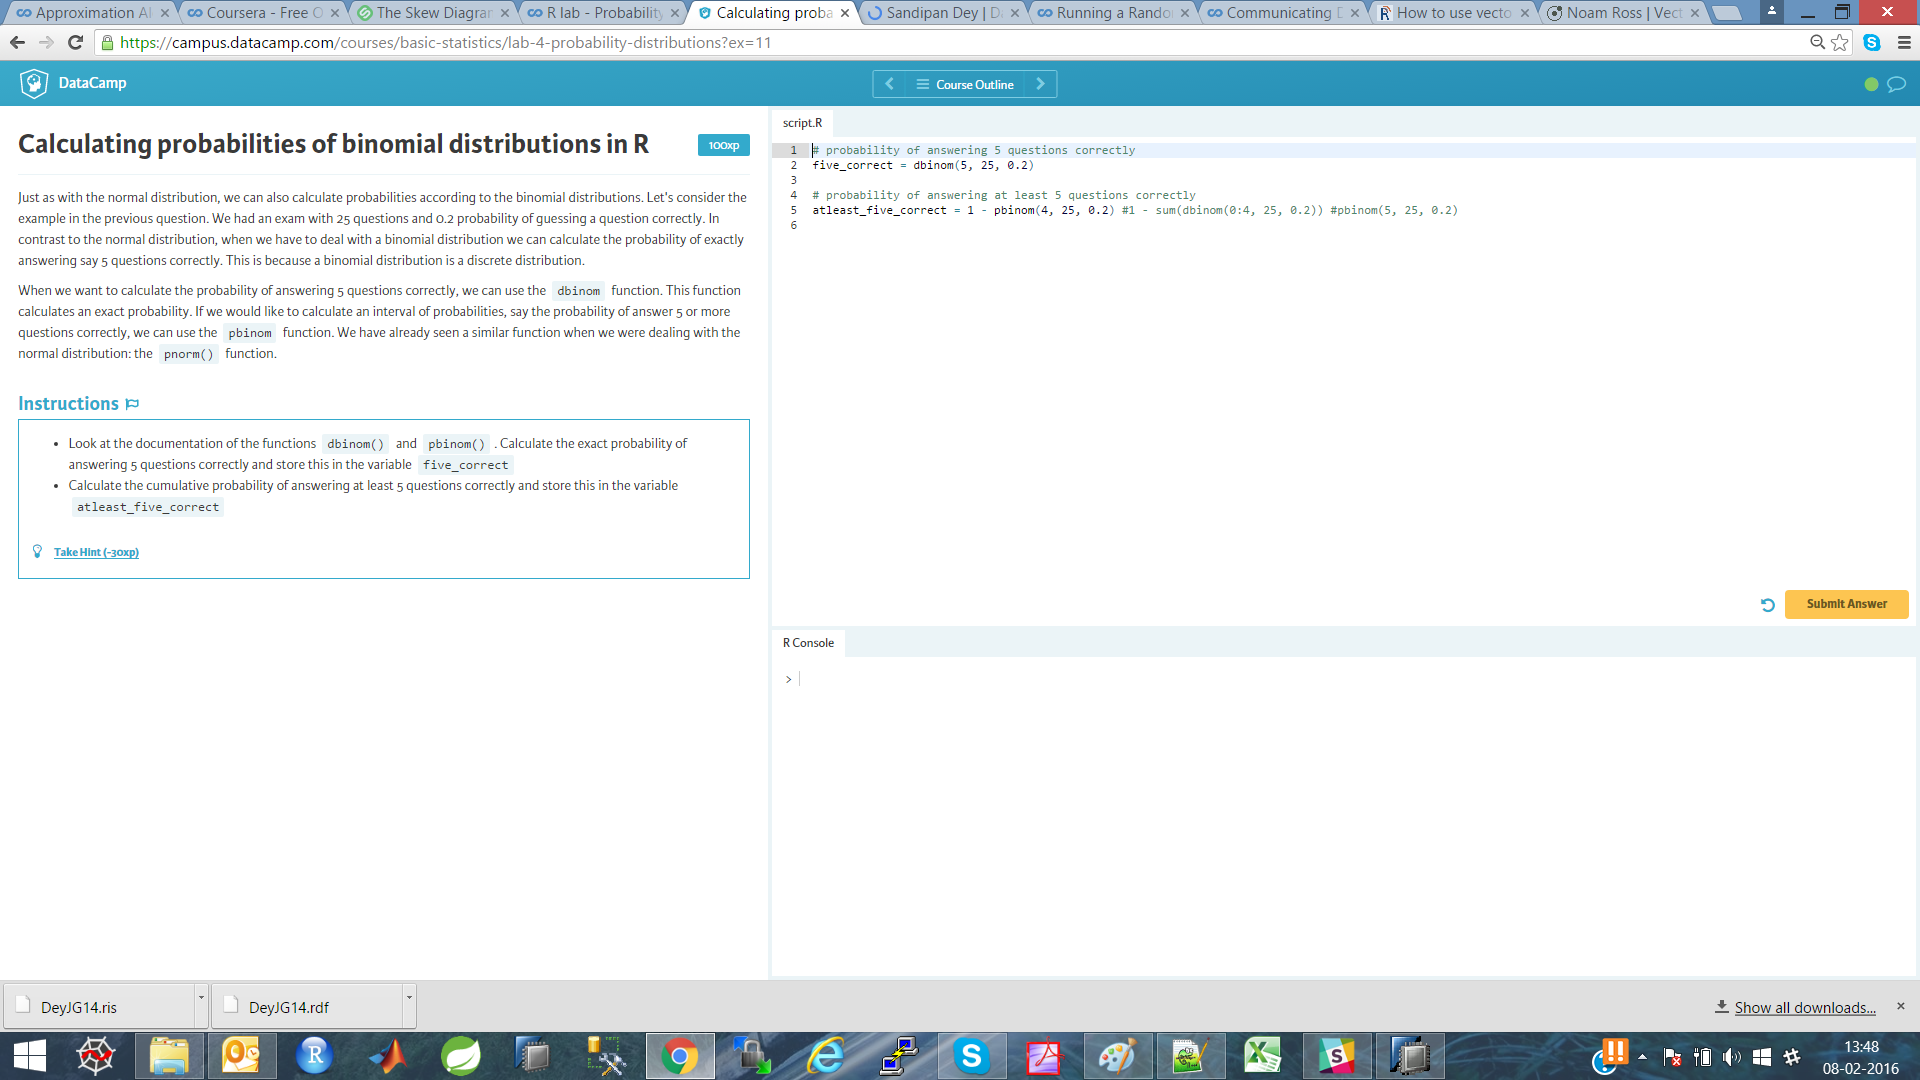 Approximation Al
Coursera - Free O
The Skew Diagram
R lab - Probability
Calculating proba
Sandipan Dey | D
Running a Rando
Communicating D
How to use vecto
Noam Ross | Vect
https://campus.datacamp.com/courses/basic-statistics/lab-4-probability-distributions?ex=11
DataCamp
Course Outline
Calculating probabilities of binomial distributions in R
100xp
Just as with the normal distribution, we can also calculate probabilities according to the binomial distributions. Let's consider the
example in the previous question. We had an exam with 25 questions and 0.2 probability of guessing a question correctly. In
contrast to the normal distribution, when we have to deal with a binomial distribution we can calculate the probability of exactly
answering say 5 questions correctly. This is because a binomial distribution is a discrete distribution.
When we want to calculate the probability of answering 5 questions correctly, we can use the dbinom function. This function
calculates an exact probability. If we would like to calculate an interval of probabilities, say the probability of answer 5 or more
questions correctly, we can use the pbinom function. We have already seen a similar function when we were dealing with the
normal distribution: the pnorm() function.
Instructions
• Look at the documentation of the functions dbinom() and pbinom() . Calculate the exact probability of
answering 5 questions correctly and store this in the variable five_correct
• Calculate the cumulative probability of answering at least 5 questions correctly and store this in the variable
atleast_five_correct
Take Hint (-30xp)
script.R
1 # probability of answering 5 questions correctly
2 five_correct = dbinom(5, 25, 0.2)
3
4 # probability of answering at least 5 questions correctly
5 atleast_five_correct = 1 - pbinom(4, 25, 0.2) #1 - sum(dbinom(0:4, 25, 0.2)) #pbinom(5, 25, 0.2)
6
Submit Answer
R Console
>
DeyJG14.ris
DeyJG14.rdf
Show all downloads...
13:48
08-02-2016